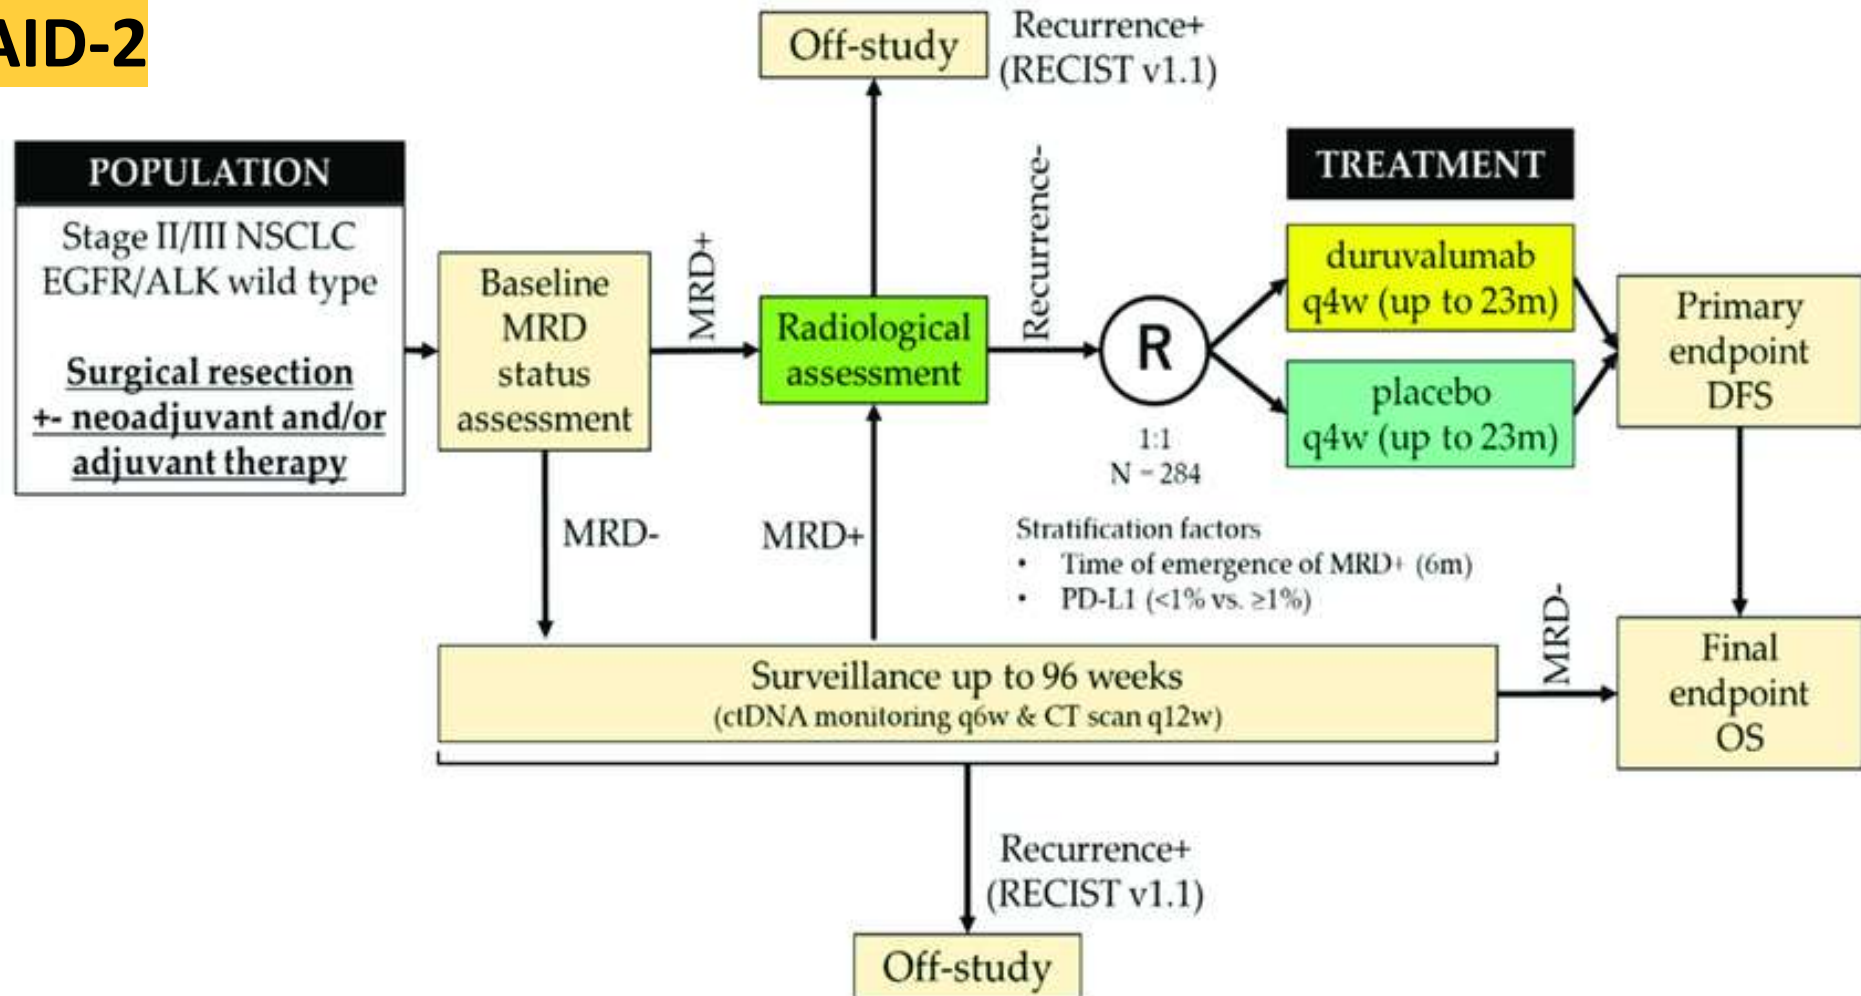 AID-2
Off-study
Recurrence+
(RECIST v1.1)
POPULATION
Stage II/III NSCLC
EGFR/ALK wild type
Surgical resection
+- neoadjuvant and/or
adjuvant therapy
Baseline
MRD
status
assessment
MRD+
Radiological
assessment
Recurrence-
R
1:1
N = 284
TREATMENT
duruvalumab
q4w (up to 23m)
placebo
q4w (up to 23m)
Primary
endpoint
DFS
MRD-
MRD+
Stratification factors
• Time of emergence of MRD+ (6m)
• PD-L1 (<1% vs. ≥1%)
Surveillance up to 96 weeks
(ctDNA monitoring q6w & CT scan q12w)
MRD-
Final
endpoint
OS
Recurrence+
(RECIST v1.1)
Off-study